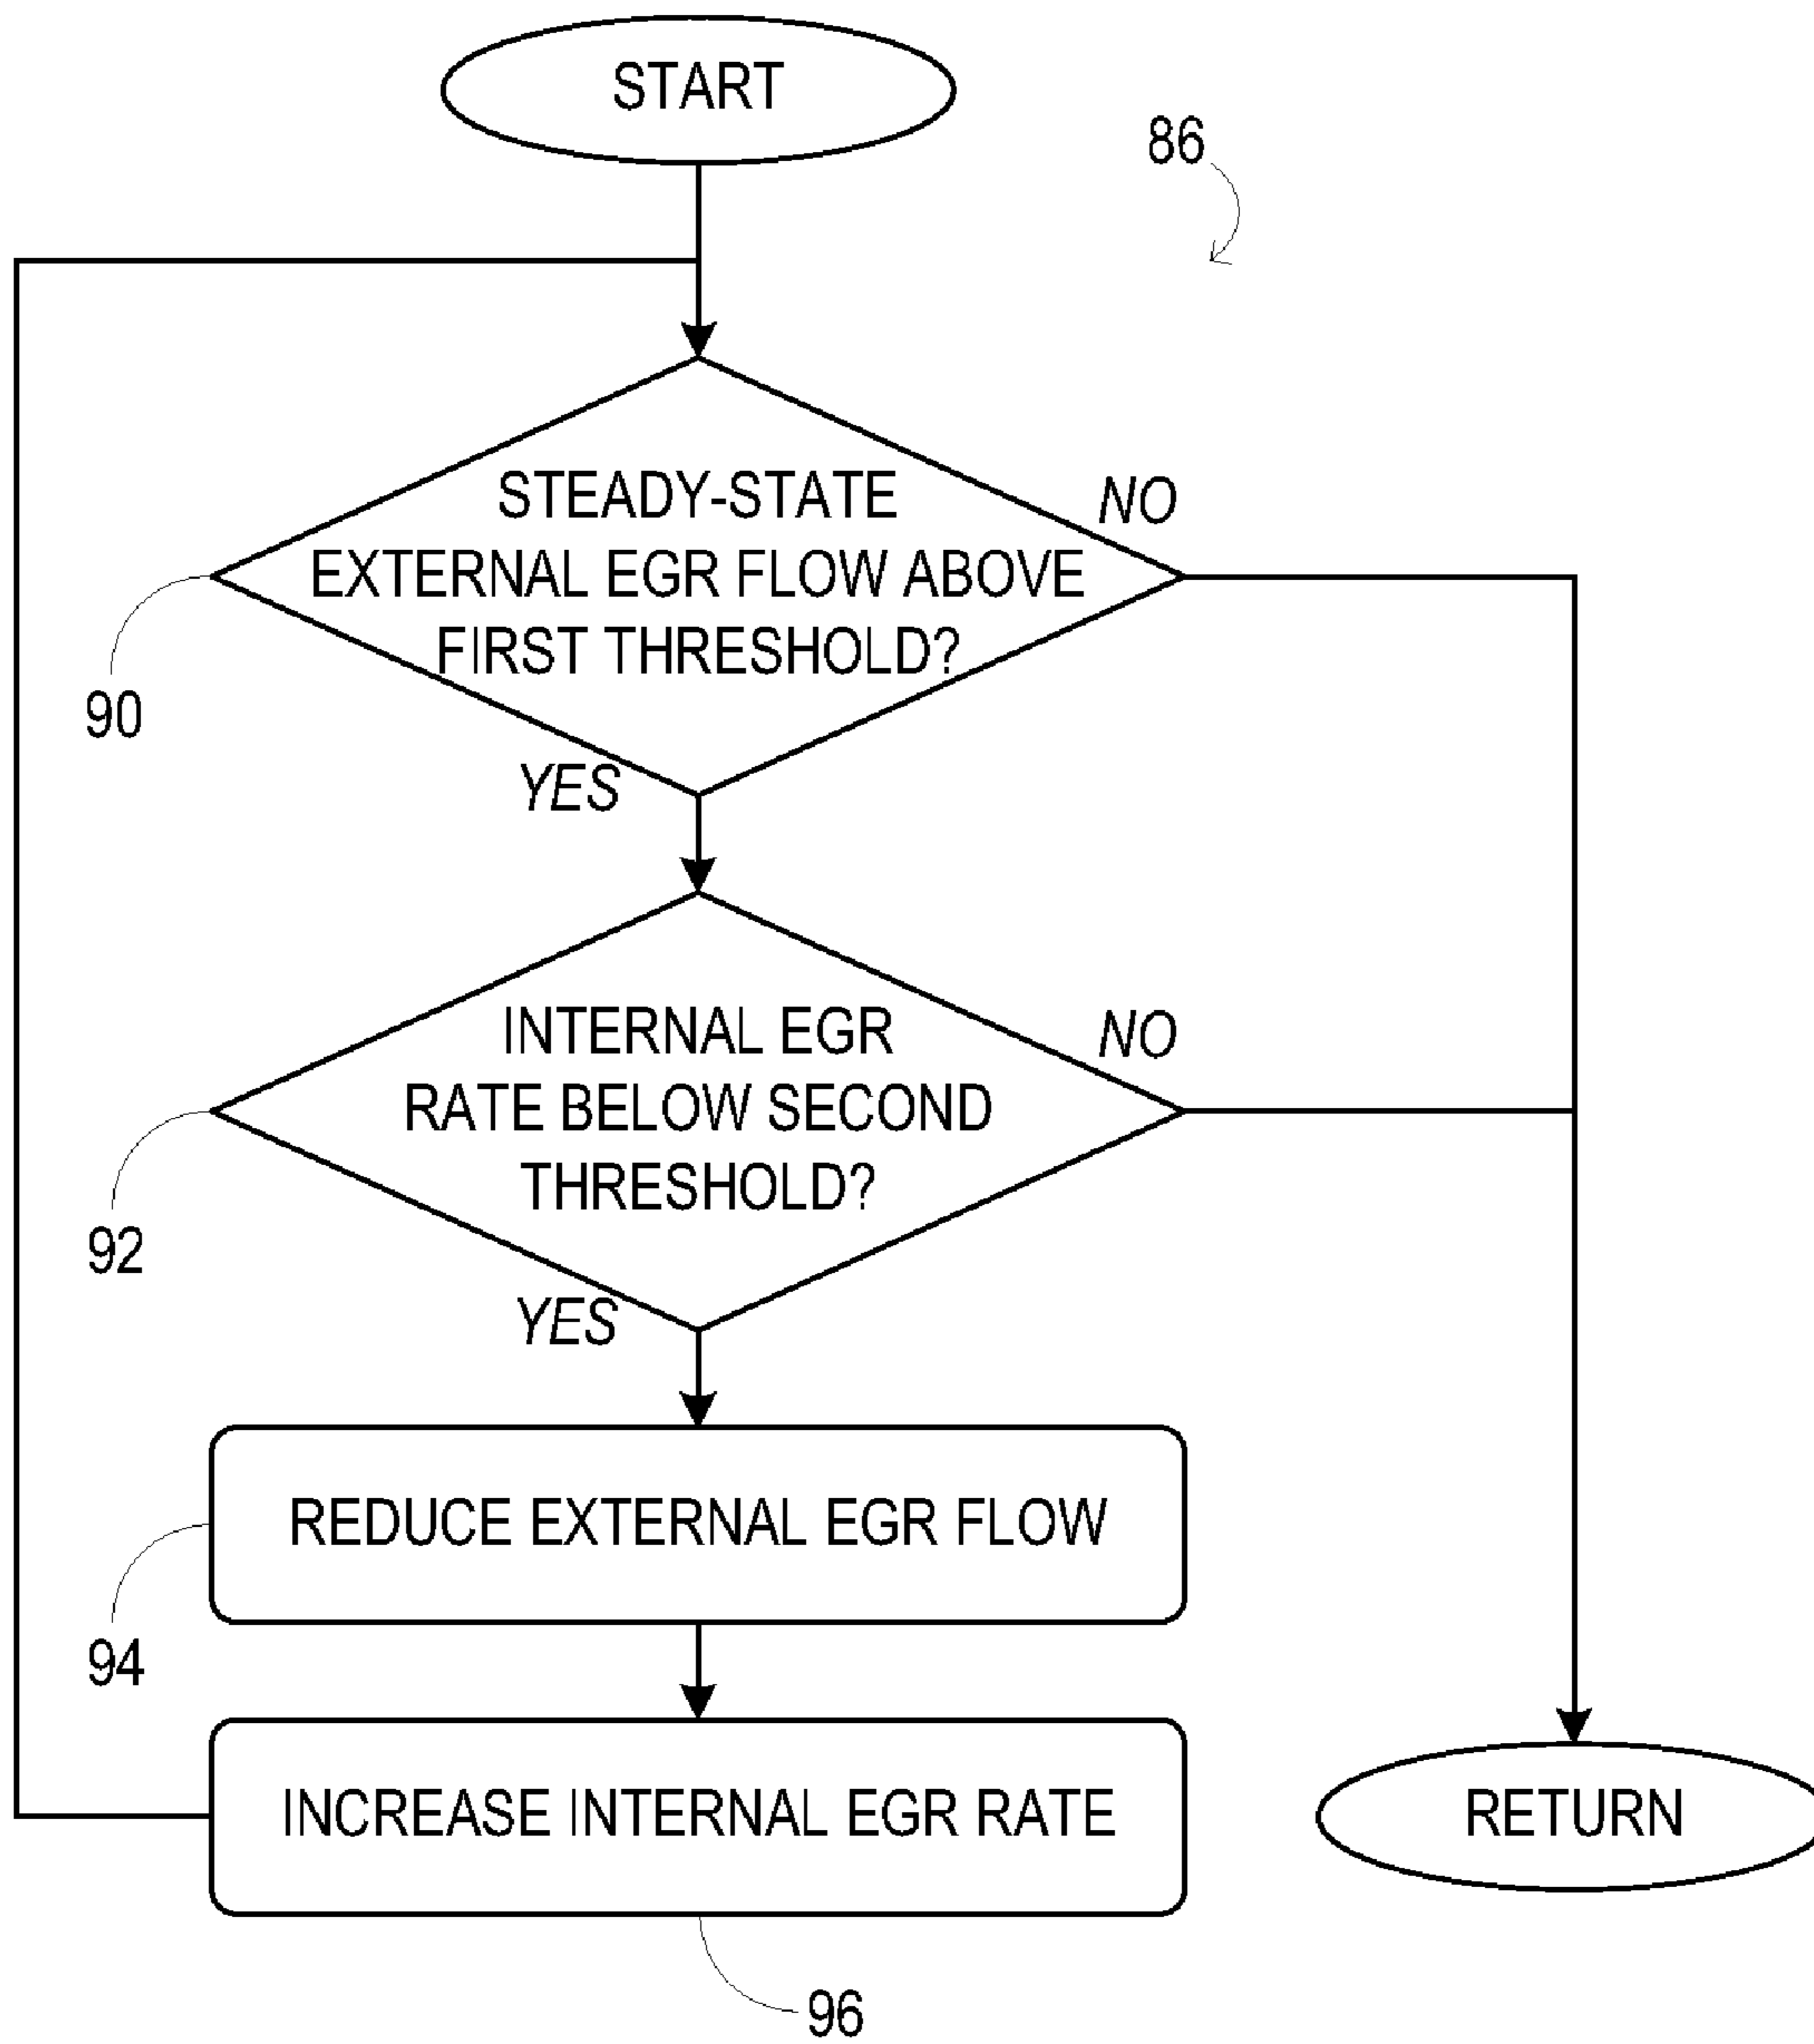 START
86
STEADY-STATE
EXTERNAL EGR FLOW ABOVE
FIRST THRESHOLD?
NO
90
YES
INTERNAL EGR
RATE BELOW SECOND
THRESHOLD?
NO
92
YES
REDUCE EXTERNAL EGR FLOW
94
INCREASE INTERNAL EGR RATE
RETURN
96